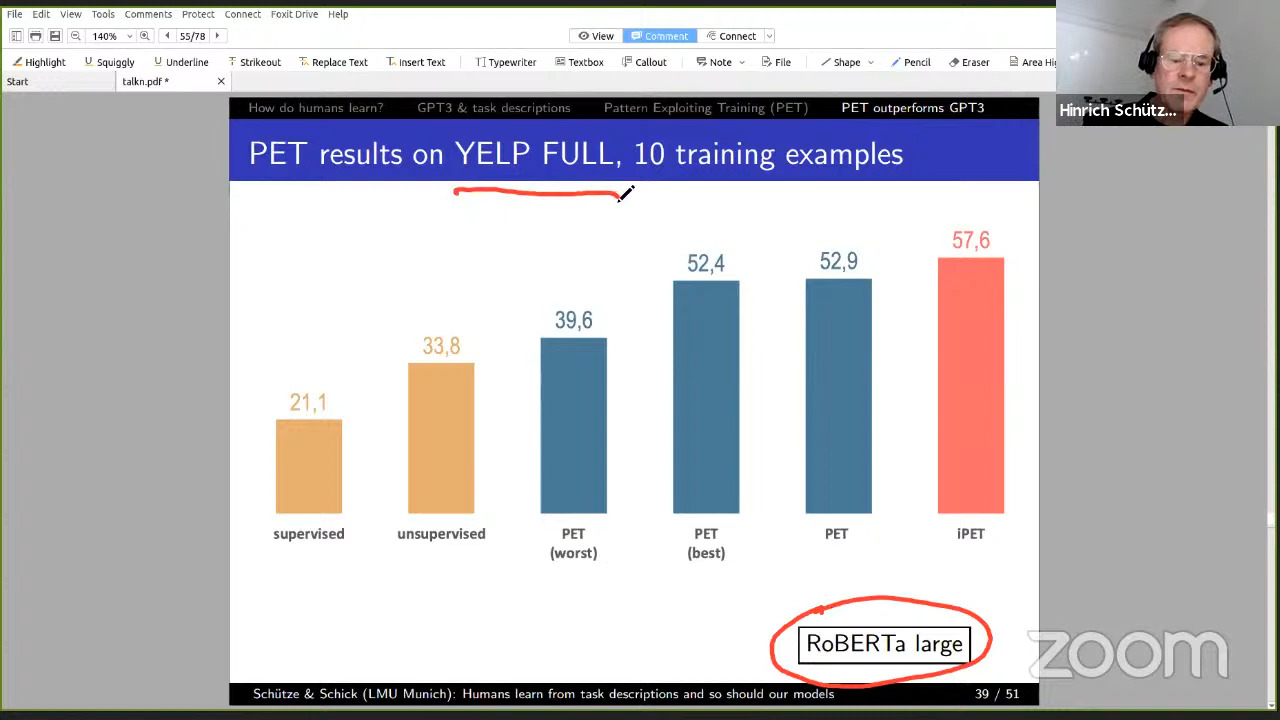 File Edit View Tools Comments Protect Connect Foxit Drive Help
140% 55/78 View Comment Connect
Highlight Squiggly Underline Strikeout Replace Text Insert Text Typewriter Textbox Callout Note File Shape Pencil Eraser Area Hig
Start talkn.pdf *
Hinrich Schütz...
How do humans learn? GPT3 & task descriptions Pattern Exploiting Training (PET) PET outperforms GPT3
PET results on YELP FULL, 10 training examples
21,1 33,8 39,6 52,4 52,9 57,6
supervised unsupervised PET PET PET iPET
(worst) (best)
RoBERTa large
zoom
Schütze & Schick (LMU Munich): Humans learn from task descriptions and so should our models 39 / 51